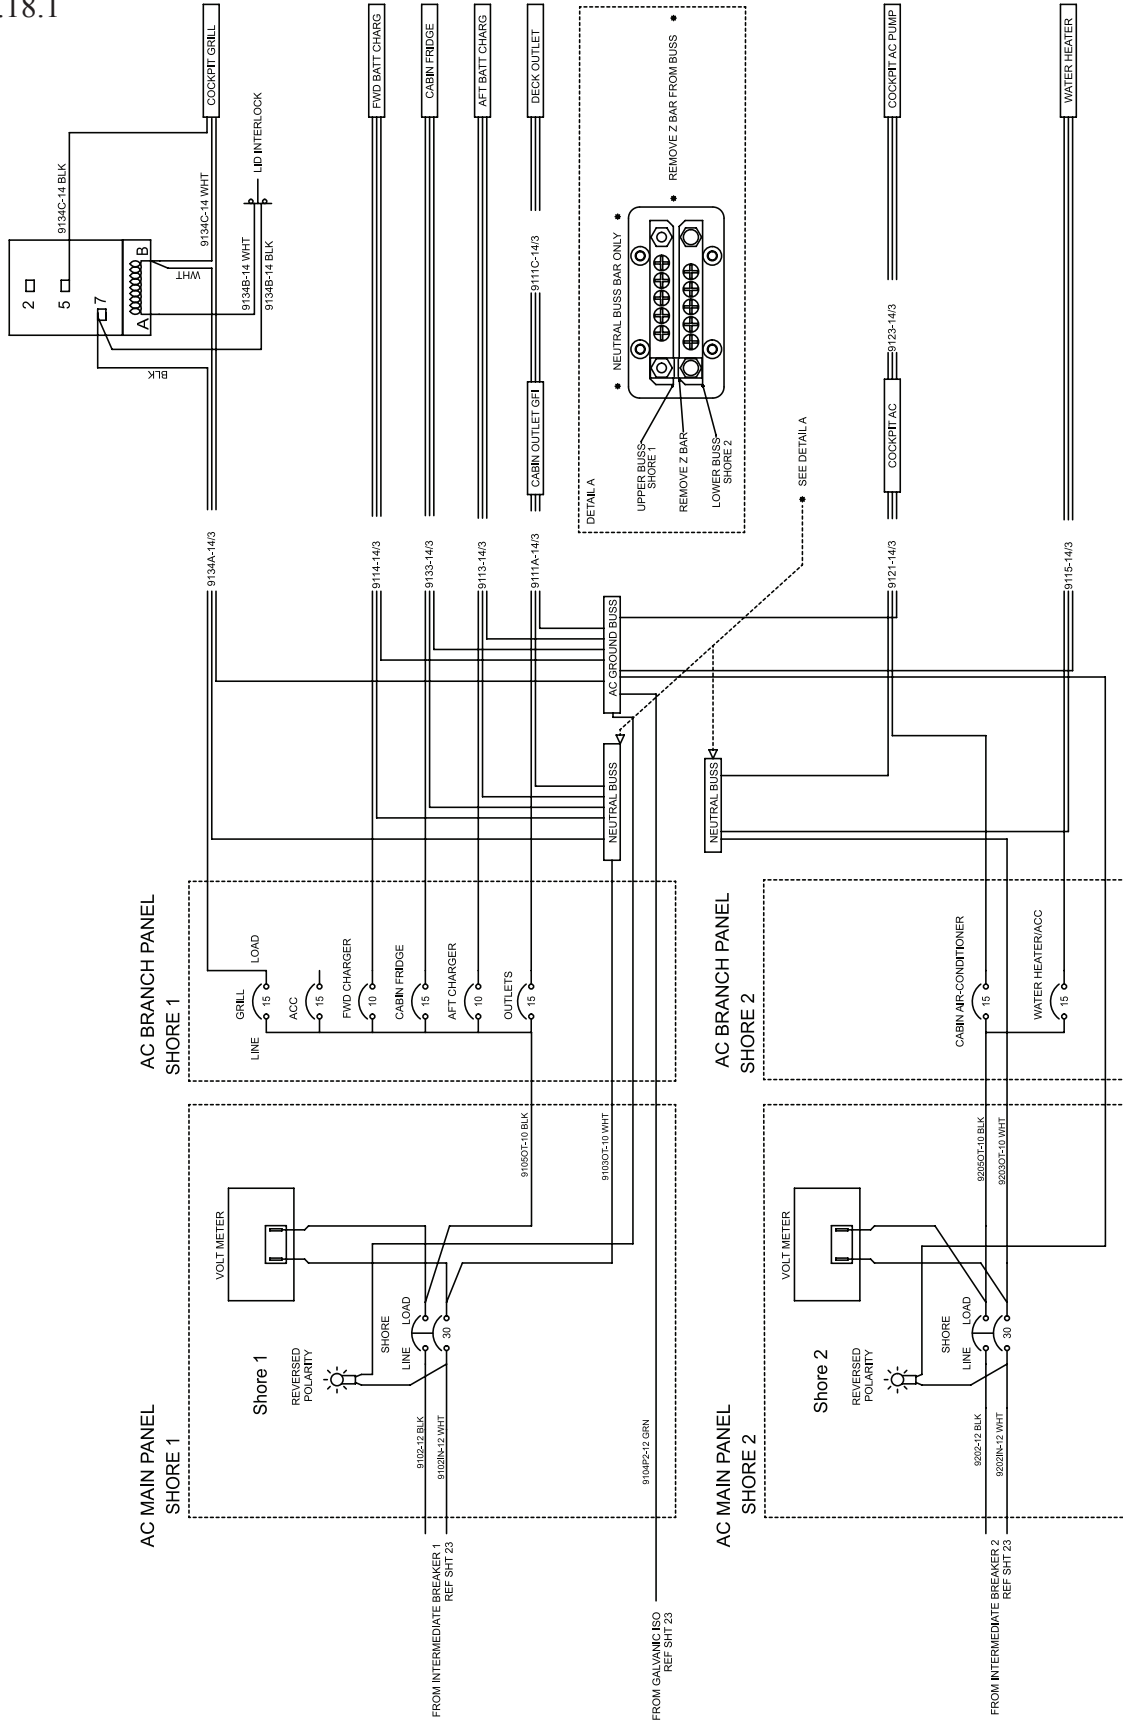 .18.1
AC MAIN PANEL
SHORE 1
Shore 1
REVERSED
POLARITY
VOLT METER
SHORE
LINE
LOAD
30
9102-12 BLK
9102IN-12 WHT
FROM INTERMEDIATE BREAKER 1
REF SHT 23
9104P2-12 GRN
FROM GALVANIC ISO
REF SHT 23
9105OT-10 BLK
9103OT-10 WHT
AC BRANCH PANEL
SHORE 1
LINE
LOAD
GRILL
15
ACC
15
FWD CHARGER
10
CABIN FRIDGE
15
AFT CHARGER
10
OUTLETS
15
NEUTRAL BUSS
AC GROUND BUSS
9134A-14/3
9114-14/3
9133-14/3
9113-14/3
9111A-14/3
CABIN OUTLET GFI
9111C-14/3
2
5
7
A
B
BLK
WHT
9134C-14 BLK
9134C-14 WHT
9134B-14 WHT
9134B-14 BLK
LID INTERLOCK
COCKPIT GRILL
FWD BATT CHARG
CABIN FRIDGE
AFT BATT CHARG
DECK OUTLET
DETAIL A
* NEUTRAL BUSS BAR ONLY *
* REMOVE Z BAR FROM BUSS *
UPPER BUSS
SHORE 1
REMOVE Z BAR
LOWER BUSS
SHORE 2
* SEE DETAIL A
AC MAIN PANEL
SHORE 2
Shore 2
REVERSED
POLARITY
VOLT METER
SHORE
LINE
LOAD
30
9202-12 BLK
9202IN-12 WHT
FROM INTERMEDIATE BREAKER 2
REF SHT 23
9205OT-10 BLK
9203OT-10 WHT
AC BRANCH PANEL
SHORE 2
CABIN AIR-CONDITIONER
15
WATER HEATER/ACC
15
NEUTRAL BUSS
9121-14/3
COCKPIT AC
9123-14/3
COCKPIT AC PUMP
9115-14/3
WATER HEATER